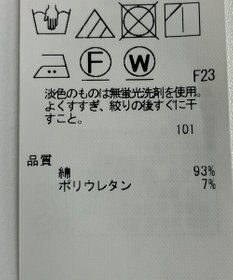 F W
F23
淡色のものは無蛍光洗剤を使用。
よくすすぎ、絞りの後すぐに干
すこと。
101
品質
綿 93%
ポリウレタン 7%